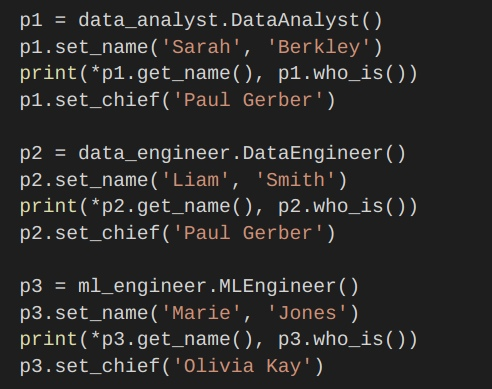 p1 = data_analyst.DataAnalyst()
p1.set_name('Sarah', 'Berkley')
print(*p1.get_name(), p1.who_is())
p1.set_chief('Paul Gerber')

p2 = data_engineer.DataEngineer()
p2.set_name('Liam', 'Smith')
print(*p2.get_name(), p2.who_is())
p2.set_chief('Paul Gerber')

p3 = ml_engineer.MLEngineer()
p3.set_name('Marie', 'Jones')
print(*p3.get_name(), p3.who_is())
p3.set_chief('Olivia Kay')